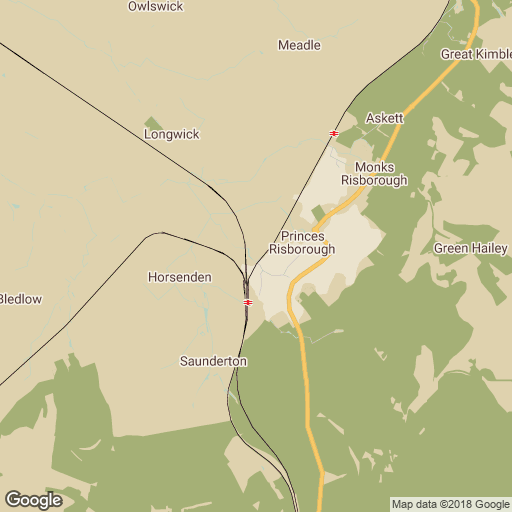 Owlswick
Meadle
Great Kimble
Askett
Longwick
Monks
Risborough
Princes
Risborough
Green Hailey
Horsenden
Bledlow
Saunderton
Google
Map data ©2018 Google